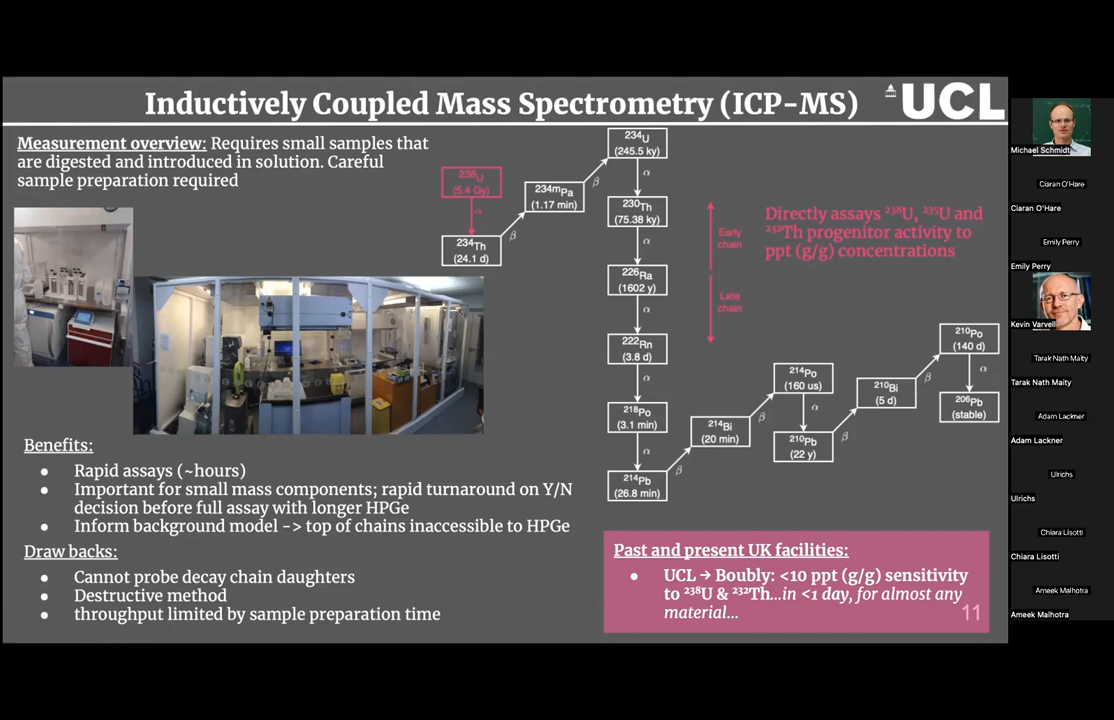 Inductively Coupled Mass Spectrometry (ICP-MS)
UCL
Measurement overview: Requires small samples that
are digested and introduced in solution. Careful
sample preparation required
²³⁸U
(5.4 Gy)
α
²³⁴Th
(24.1 d)
β
²³⁴ᵐPa
(1.17 min)
β
²³⁴U
(245.5 ky)
α
²³⁰Th
(75.38 ky)
α
²²⁶Ra
(1602 y)
α
²²²Rn
(3.8 d)
α
²¹⁸Po
(3.1 min)
α
²¹⁴Pb
(26.8 min)
β
²¹⁴Bi
(20 min)
β
²¹⁴Po
(160 us)
α
²¹⁰Pb
(22 y)
β
²¹⁰Bi
(5 d)
β
²¹⁰Po
(140 d)
α
²⁰⁶Pb
(stable)
Early
chain
Late
chain
Directly assays ²³⁸U, ²³⁵U and
²³²Th progenitor activity to
ppt (g/g) concentrations
Benefits:
● Rapid assays (~hours)
● Important for small mass components; rapid turnaround on Y/N
decision before full assay with longer HPGe
● Inform background model -> top of chains inaccessible to HPGe
Draw backs:
● Cannot probe decay chain daughters
● Destructive method
● throughput limited by sample preparation time
Past and present UK facilities:
● UCL → Boubly: <10 ppt (g/g) sensitivity
to ²³⁸U & ²³²Th...in <1 day, for almost any
material...
11
Michael Schmidt
Ciaran O'Hare
Ciaran O'Hare
Emily Perry
Emily Perry
Kevin Varvell
Tarak Nath Maity
Tarak Nath Maity
Adam Lackner
Adam Lackner
Ulrichs
Ulrichs
Chiara Lisotti
Chiara Lisotti
Ameek Malhotra
Ameek Malhotra